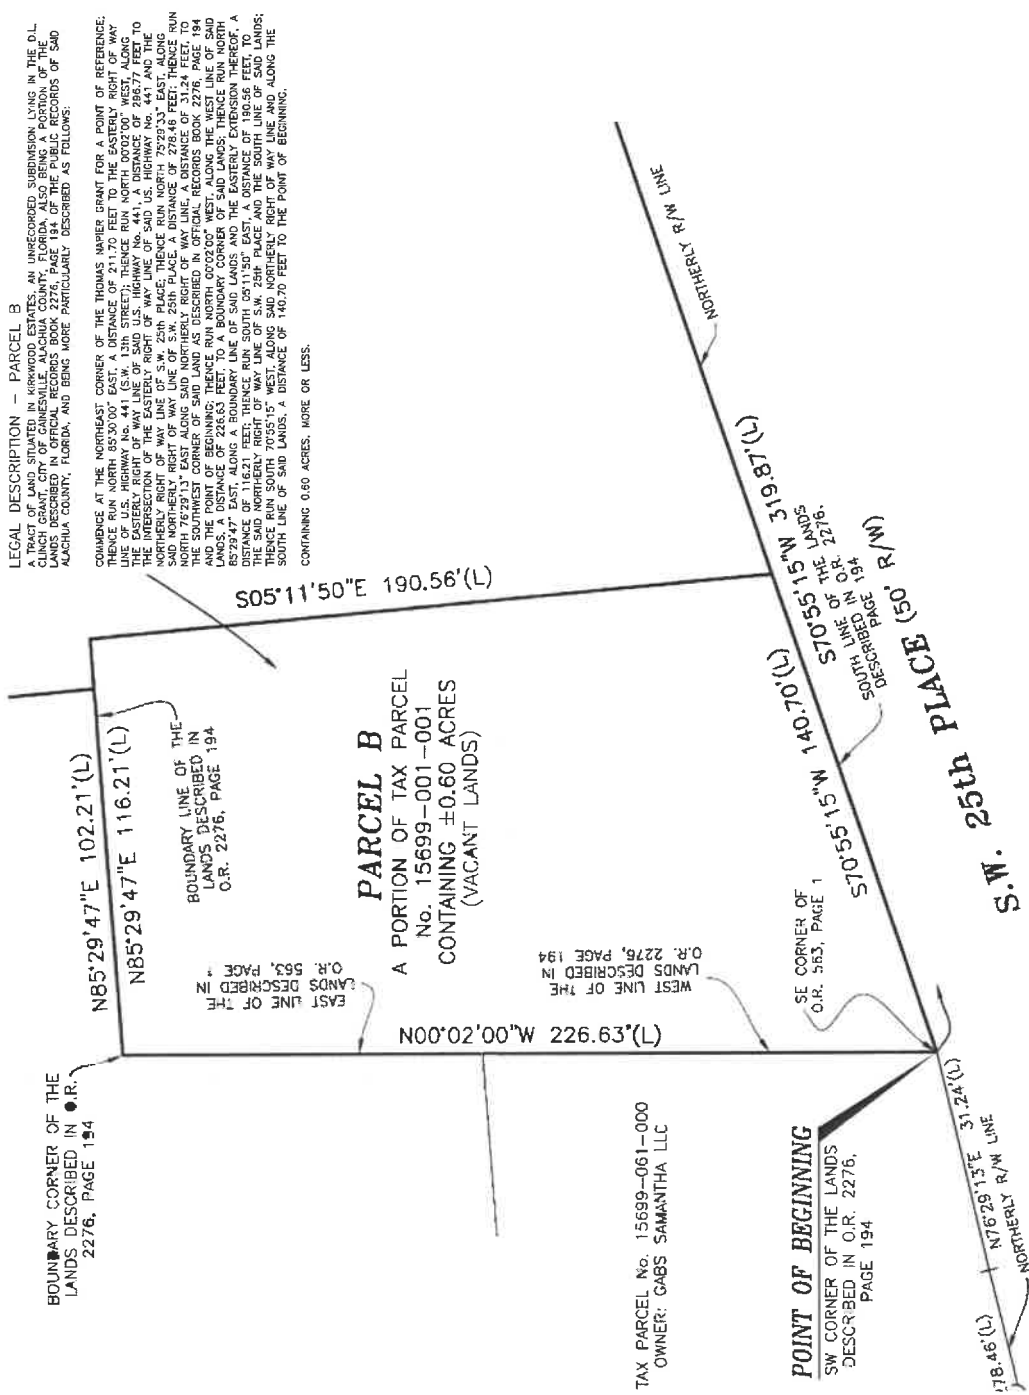 LEGAL DESCRIPTION – PARCEL B
A TRACT OF LAND SITUATED IN KIRKWOOD ESTATES, AN UNRECORDED SUBDIVISION LYING IN THE D.L.
CLINCH GRANT, CITY OF GAINESVILLE, ALACHUA COUNTY, FLORIDA, ALSO BEING A PORTION OF THE
LANDS DESCRIBED IN OFFICIAL RECORDS BOOK 2276, PAGE 194 OF THE PUBLIC RECORDS OF SAID
ALACHUA COUNTY, FLORIDA, AND BEING MORE PARTICULARLY DESCRIBED AS FOLLOWS:
COMMENCE AT THE NORTHEAST CORNER OF THE THOMAS NAPIER GRANT FOR A POINT OF REFERENCE;
THENCE RUN NORTH 85°30'00" EAST, A DISTANCE OF 211.70 FEET TO THE EASTERLY RIGHT OF WAY
LINE OF U.S. HIGHWAY No. 441 (S.W. 13th STREET); THENCE RUN NORTH 00°02'00" WEST, ALONG
THE EASTERLY RIGHT OF WAY LINE OF SAID U.S. HIGHWAY No. 441, A DISTANCE OF 296.77 FEET TO
THE INTERSECTION OF THE EASTERLY RIGHT OF WAY LINE OF SAID US. HIGHWAY No. 441 AND THE
NORTHERLY RIGHT OF WAY LINE OF S.W. 25th PLACE; THENCE RUN NORTH 75°29'33" EAST, ALONG
SAID NORTHERLY RIGHT OF WAY LINE OF S.W. 25th PLACE, A DISTANCE OF 278.46 FEET; THENCE RUN
NORTH 76°29'13" EAST ALONG SAID NORTHERLY RIGHT OF WAY LINE, A DISTANCE OF 31.24 FEET, TO
THE SOUTHWEST CORNER OF SAID LAND AS DESCRIBED IN OFFICIAL RECORDS BOOK 2276, PAGE 194
AND THE POINT OF BEGINNING; THENCE RUN NORTH 00°02'00" WEST, ALONG THE WEST LINE OF SAID
LANDS, A DISTANCE OF 226.63 FEET, TO A BOUNDARY CORNER OF SAID LANDS; THENCE RUN NORTH
85°29'47" EAST, ALONG A BOUNDARY LINE OF SAID LANDS AND THE EASTERLY EXTENSION THEREOF, A
DISTANCE OF 116.21 FEET; THENCE RUN SOUTH 05°11'50" EAST, A DISTANCE OF 190.56 FEET, TO
THE SAID NORTHERLY RIGHT OF WAY LINE OF S.W. 25th PLACE AND THE SOUTH LINE OF SAID LANDS;
THENCE RUN SOUTH 70°55'15" WEST, ALONG SAID NORTHERLY RIGHT OF WAY LINE AND ALONG THE
SOUTH LINE OF SAID LANDS, A DISTANCE OF 140.70 FEET TO THE POINT OF BEGINNING.
CONTAINING 0.60 ACRES, MORE OR LESS.
BOUNDARY CORNER OF THE
LANDS DESCRIBED IN O.R.
2276, PAGE 194
N85°29'47"E 102.21'(L)
N85°29'47"E 116.21'(L)
BOUNDARY LINE OF THE
LANDS DESCRIBED IN
O.R. 2276, PAGE 194
S05°11'50"E 190.56'(L)
EAST LINE OF THE
LANDS DESCRIBED IN
O.R. 563, PAGE 1
PARCEL B
A PORTION OF TAX PARCEL
No. 15699–001–001
CONTAINING ±0.60 ACRES
(VACANT LANDS)
N00°02'00"W 226.63'(L)
WEST LINE OF THE
LANDS DESCRIBED IN
O.R. 2276, PAGE 194
TAX PARCEL No. 15699–061–000
OWNER: GABS SAMANTHA LLC
POINT OF BEGINNING
SW CORNER OF THE LANDS
DESCRIBED IN O.R. 2276,
PAGE 194
SE CORNER OF
O.R. 563, PAGE 1
S70°55'15"W 140.70'(L)
S70°55'15"W 319.87'(L)
SOUTH LINE OF THE LANDS
DESCRIBED IN O.R. 2276,
PAGE 194
NORTHERLY R/W LINE
S.W. 25th PLACE (50' R/W)
78.46'(L)
N76°29'13"E 31.24'(L)
NORTHERLY R/W LINE